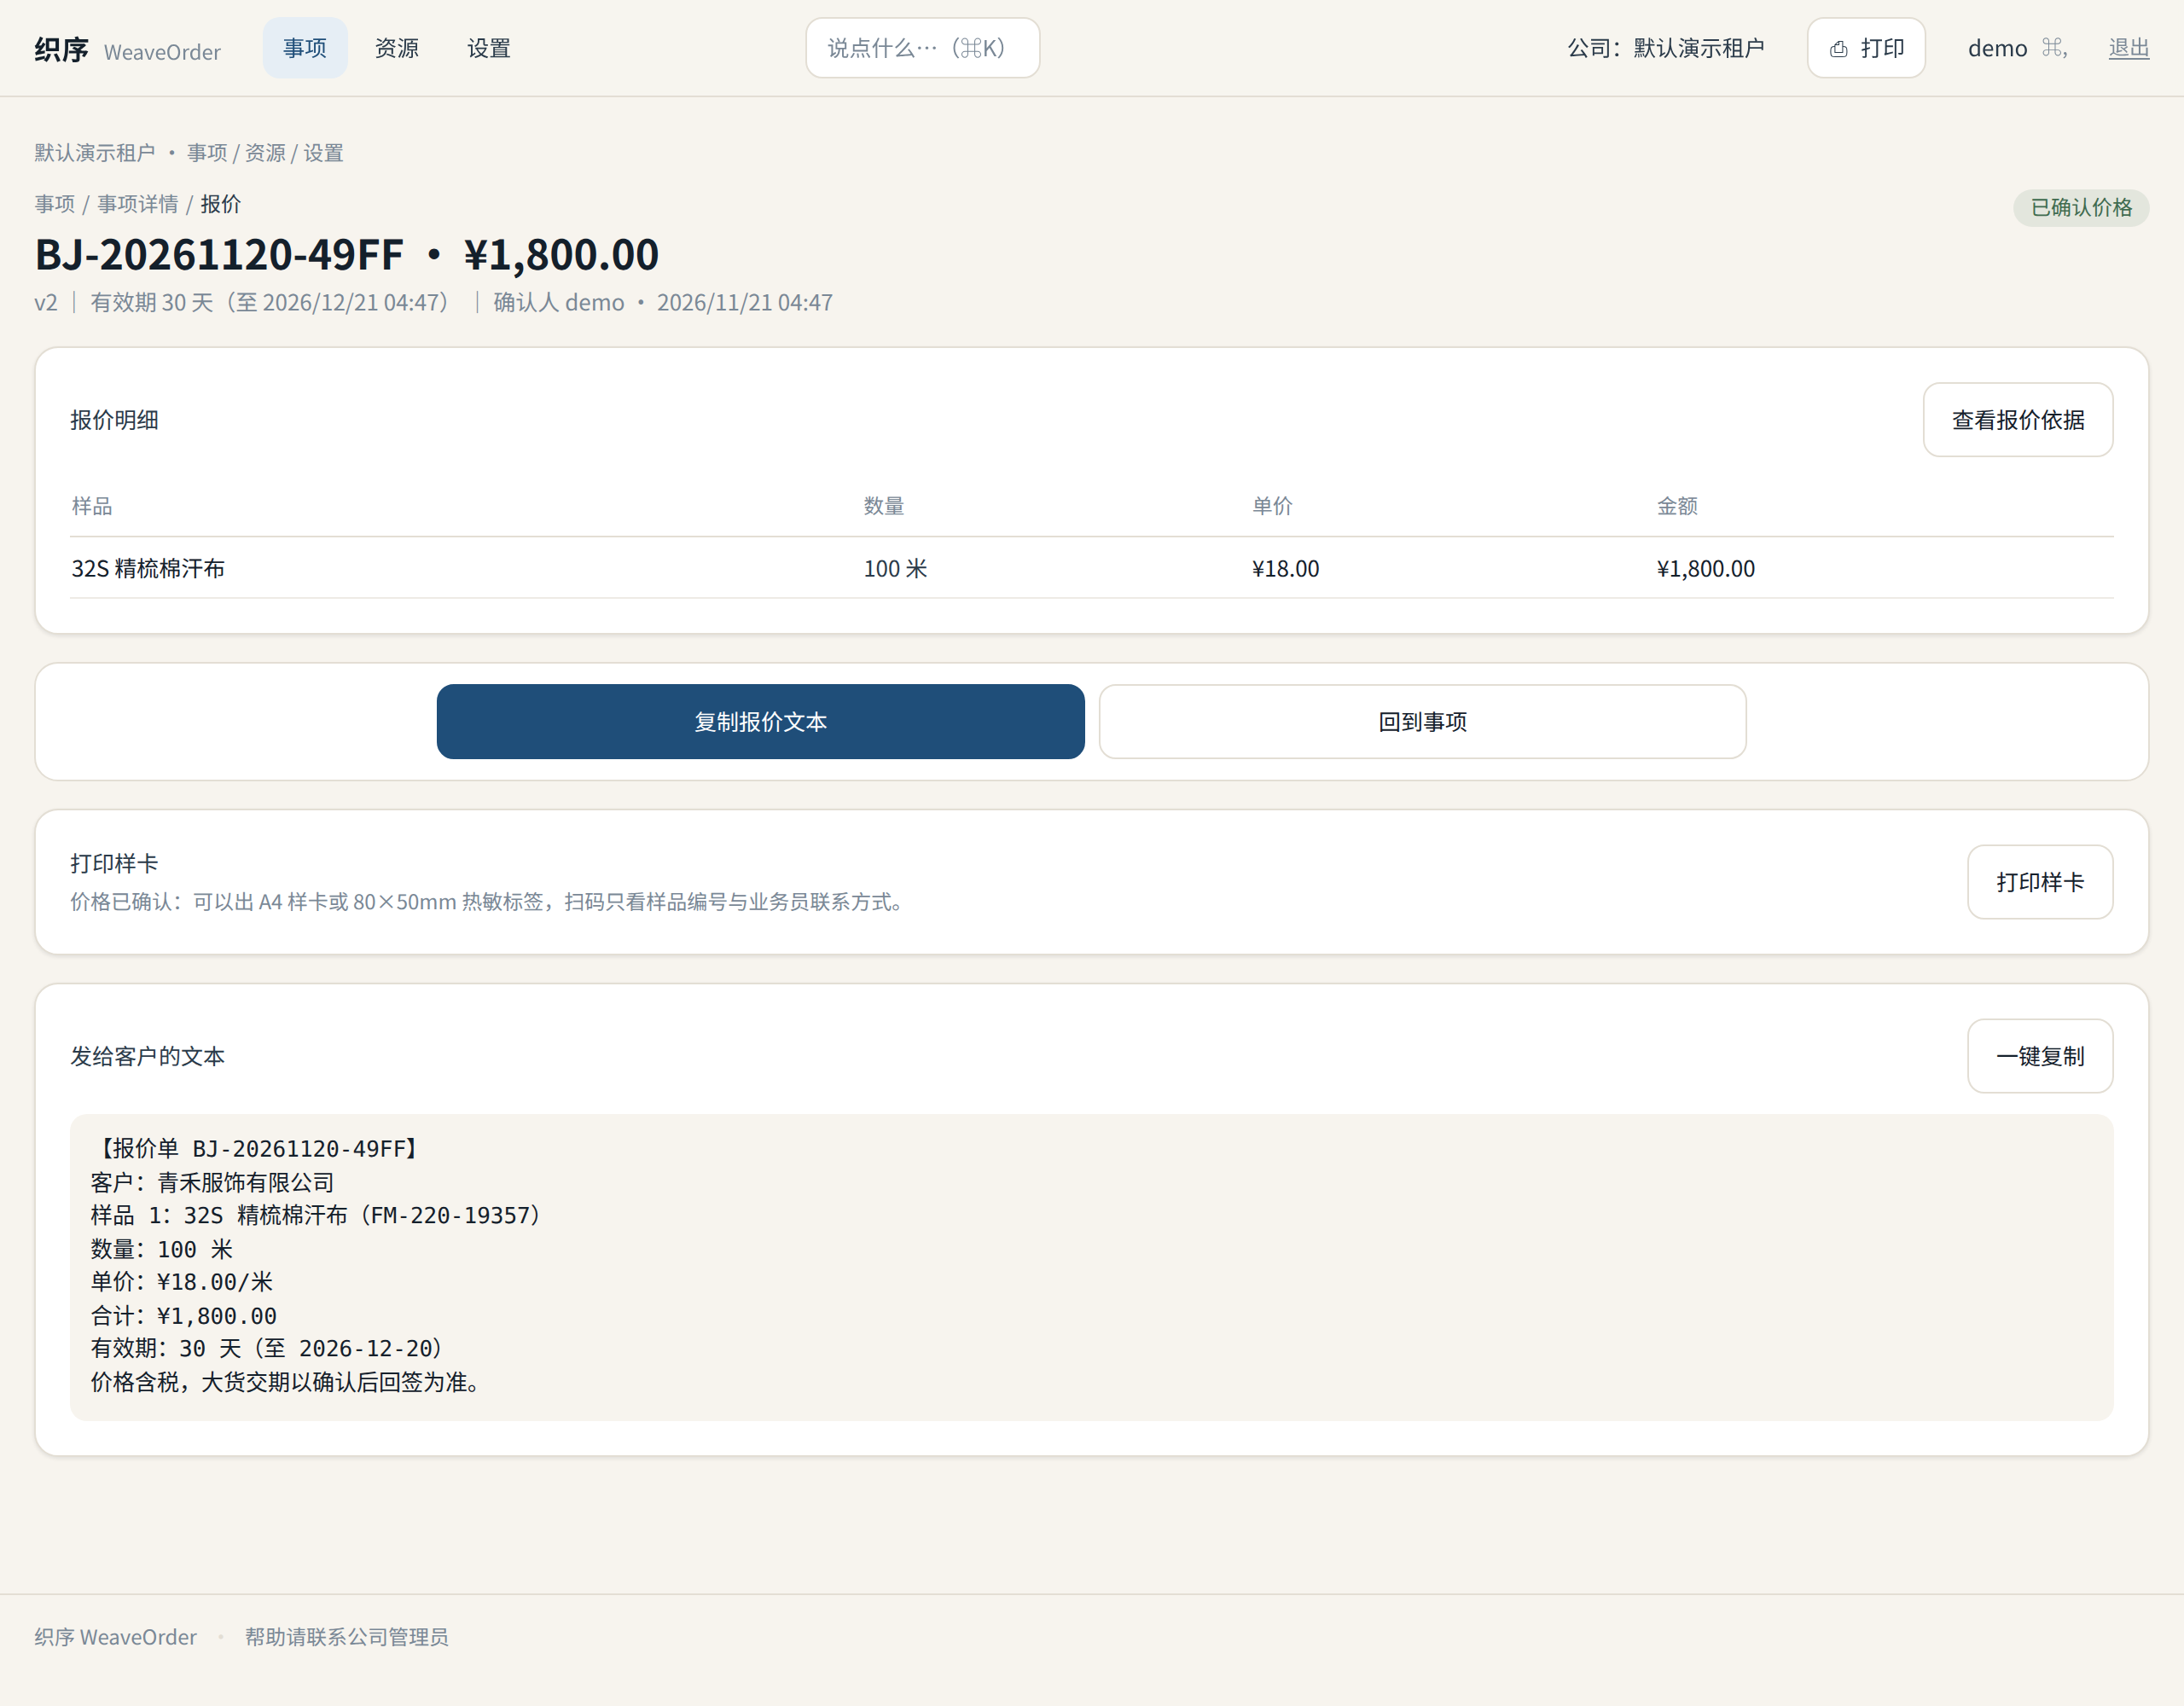 织序 WeaveOrder 事项 资源 设置 说点什么…（⌘K） 公司：默认演示租户 打印 demo ⌘, 退出
默认演示租户 · 事项 / 资源 / 设置
事项 / 事项详情 / 报价
已确认价格
BJ-20261120-49FF · ¥1,800.00
v2 ｜ 有效期 30 天（至 2026/12/21 04:47） ｜ 确认人 demo · 2026/11/21 04:47
报价明细 查看报价依据
样品 数量 单价 金额
32S 精梳棉汗布 100 米 ¥18.00 ¥1,800.00
复制报价文本 回到事项
打印样卡
价格已确认：可以出 A4 样卡或 80×50mm 热敏标签，扫码只看样品编号与业务员联系方式。
打印样卡
发给客户的文本 一键复制
【报价单 BJ-20261120-49FF】
客户：青禾服饰有限公司
样品 1：32S 精梳棉汗布（FM-220-19357）
数量：100 米
单价：¥18.00/米
合计：¥1,800.00
有效期：30 天（至 2026-12-20）
价格含税，大货交期以确认后回签为准。
织序 WeaveOrder · 帮助请联系公司管理员